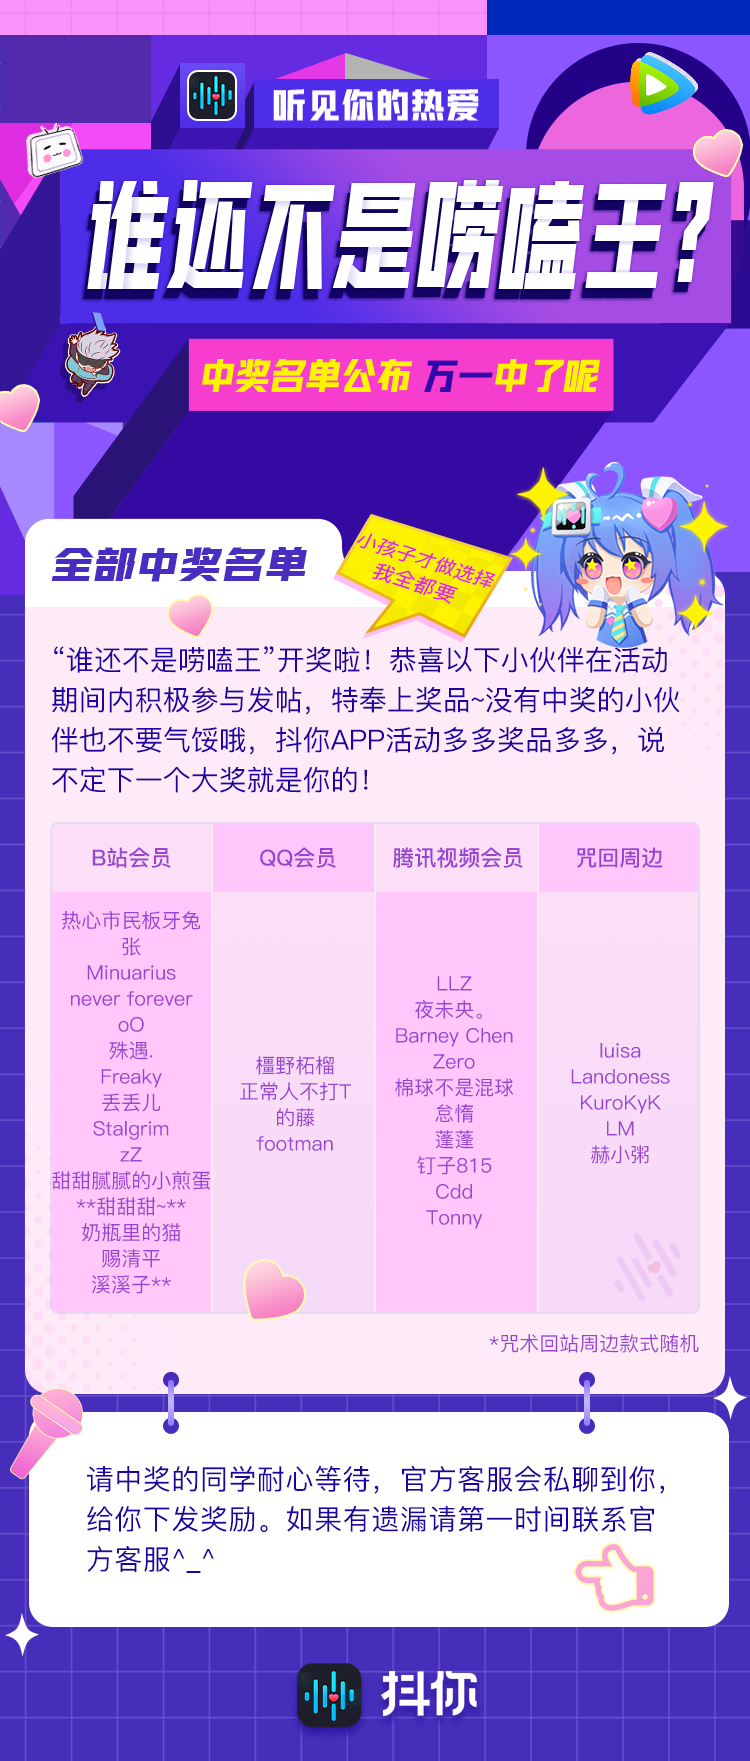 听见你的热爱
谁还不是唠嗑王？
中奖名单公布 万一中了呢
全部中奖名单
小孩子才做选择
我全都要
“谁还不是唠嗑王”开奖啦！恭喜以下小伙伴在活动
期间内积极参与发帖，特奉上奖品~没有中奖的小伙
伴也不要气馁哦，抖你APP活动多多奖品多多，说
不定下一个大奖就是你的！
B站会员
热心市民板牙兔
张
Minuarius
never forever
oO
殊遇.
Freaky
丢丢儿
Stalgrim
zZ
甜甜腻腻的小煎蛋
**甜甜甜~**
奶瓶里的猫
赐清平
溪溪子**
QQ会员
橿野柘榴
正常人不打T
的藤
footman
腾讯视频会员
LLZ
夜未央。
Barney Chen
Zero
棉球不是混球
怠惰
蓬蓬
钉子815
Cdd
Tonny
咒回周边
luisa
Landoness
KuroKyK
LM
赫小粥
*咒术回站周边款式随机
请中奖的同学耐心等待，官方客服会私聊到你，
给你下发奖励。如果有遗漏请第一时间联系官
方客服^_^
抖你